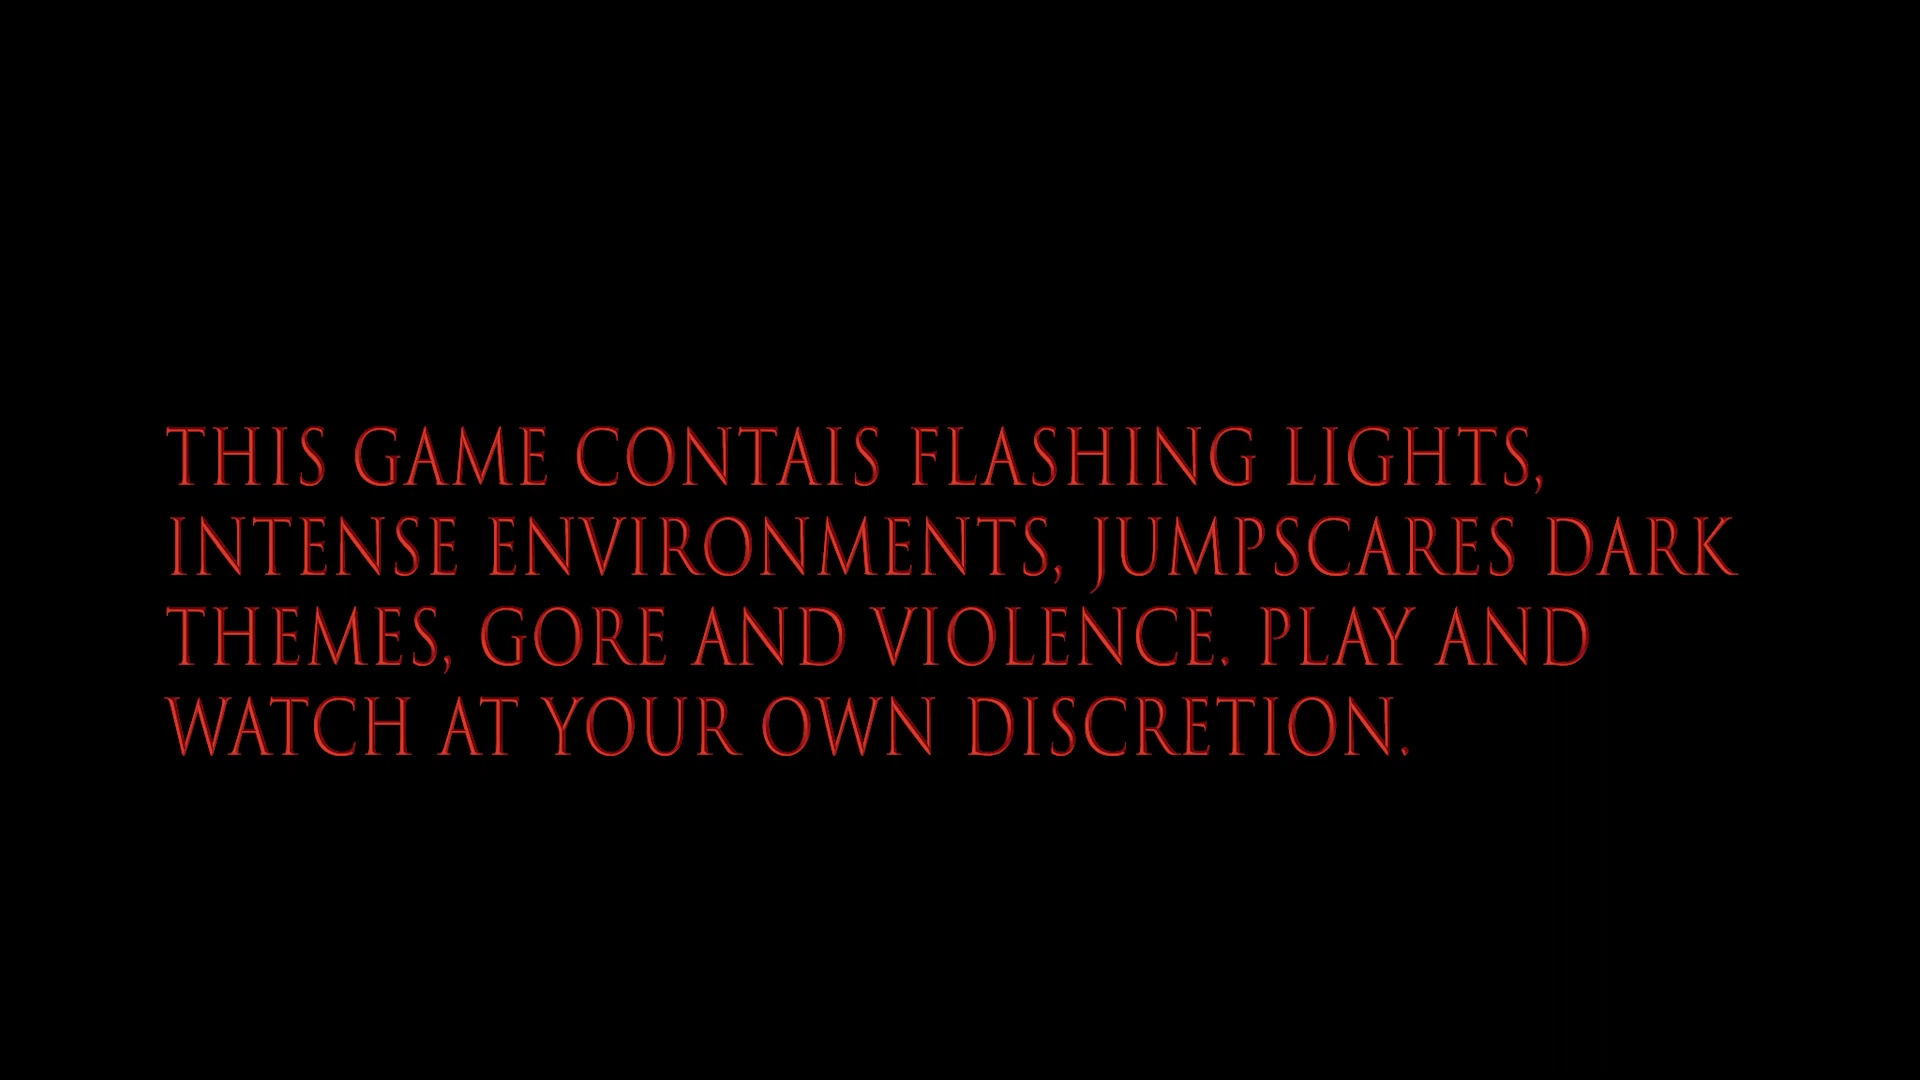 THIS GAME CONTAIS FLASHING LIGHTS,
INTENSE ENVIRONMENTS, JUMPSCARES DARK
THEMES, GORE AND VIOLENCE. PLAY AND
WATCH AT YOUR OWN DISCRETION.